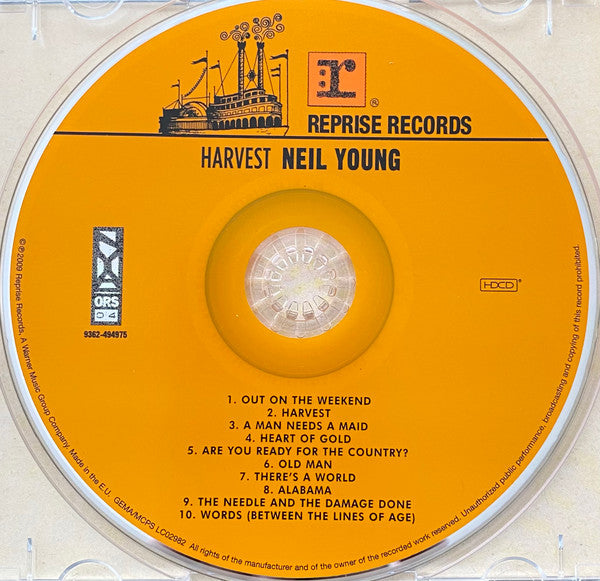 r
®
REPRISE RECORDS
HARVEST NEIL YOUNG
NYA
ORS
04
9362-494975
HDCD®
1. OUT ON THE WEEKEND
2. HARVEST
3. A MAN NEEDS A MAID
4. HEART OF GOLD
5. ARE YOU READY FOR THE COUNTRY?
6. OLD MAN
7. THERE'S A WORLD
8. ALABAMA
9. THE NEEDLE AND THE DAMAGE DONE
10. WORDS (BETWEEN THE LINES OF AGE)
©℗2009 Reprise Records, A Warner Music Group Company. Made in the E.U. GEMA/MCPS LC02982 All rights of the manufacturer and of the owner of the recorded work reserved. Unauthorized public performance, broadcasting and copying of this record prohibited.